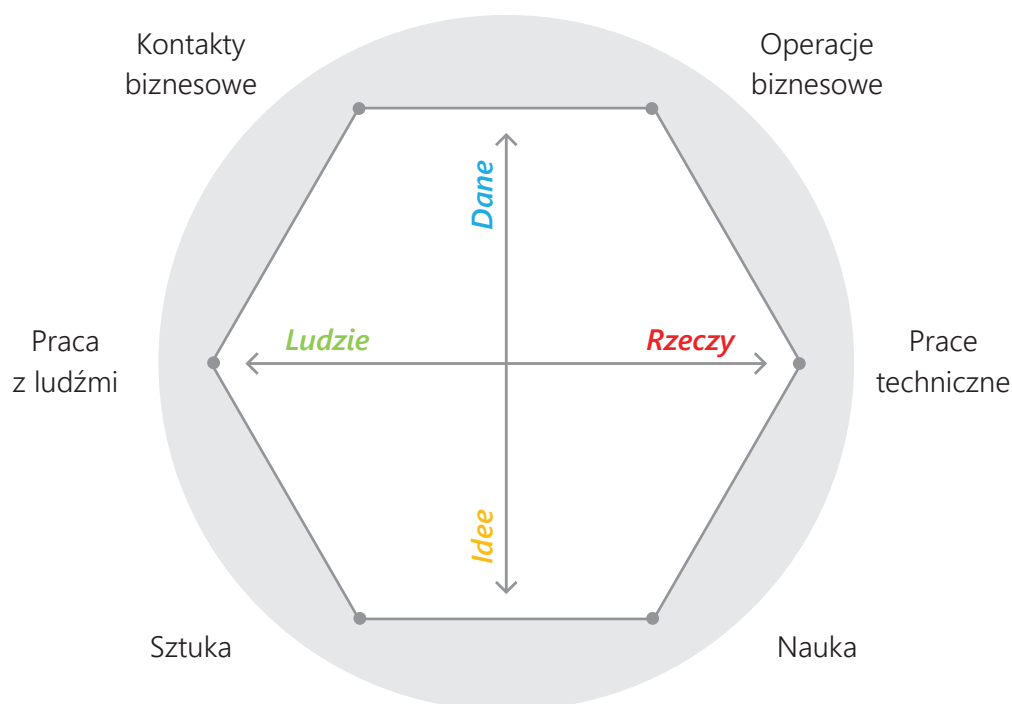 Kontakty
biznesowe
Operacje
biznesowe
Dane
Ludzie
Rzeczy
Praca
z ludźmi
Prace
techniczne
Idee
Sztuka
Nauka